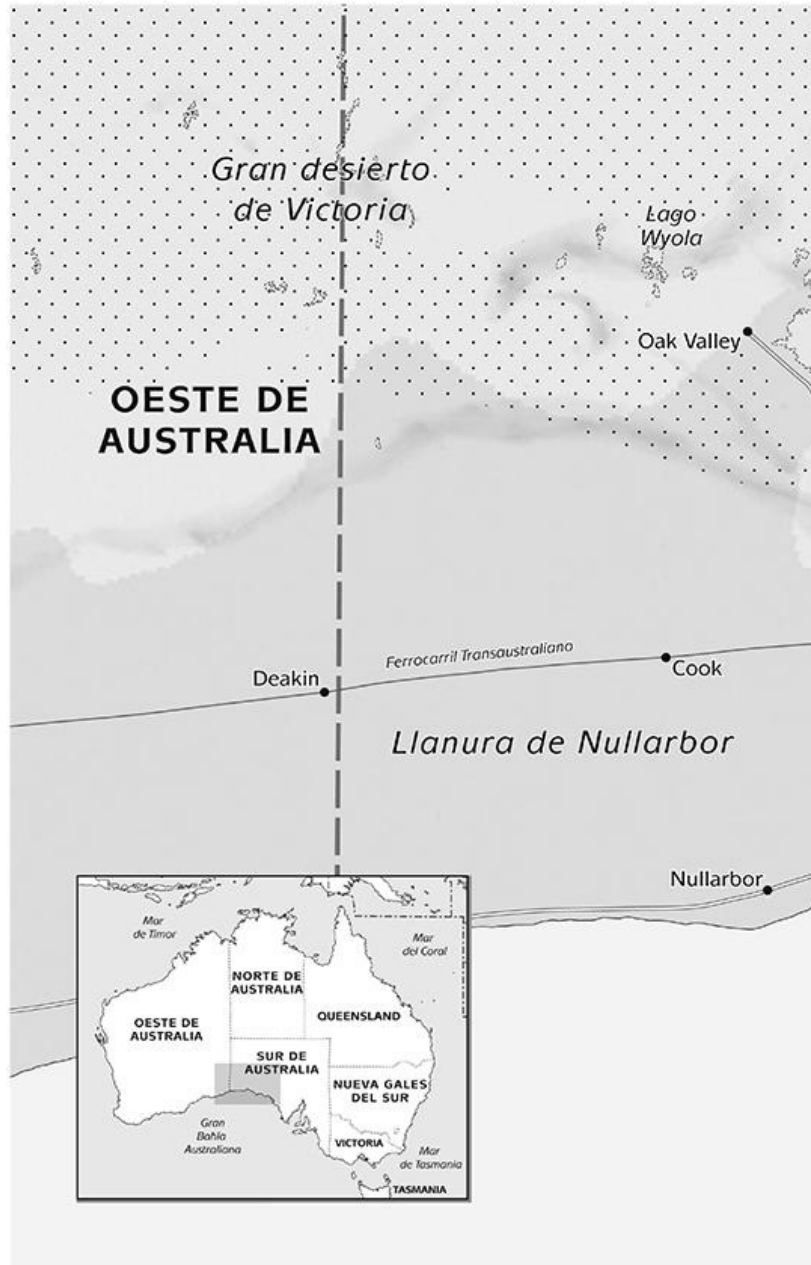 Gran desierto
de Victoria
Lago
Wyola
Oak Valley
OESTE DE
AUSTRALIA
Ferrocarril Transaustraliano
Deakin
Cook
Llanura de Nullarbor
Nullarbor
Mar
de Timor
Mar
del Coral
NORTE DE
AUSTRALIA
OESTE DE
AUSTRALIA
QUEENSLAND
SUR DE
AUSTRALIA
NUEVA GALES
DEL SUR
Gran
Bahía
Australiana
VICTORIA
Mar
de Tasmania
TASMANIA